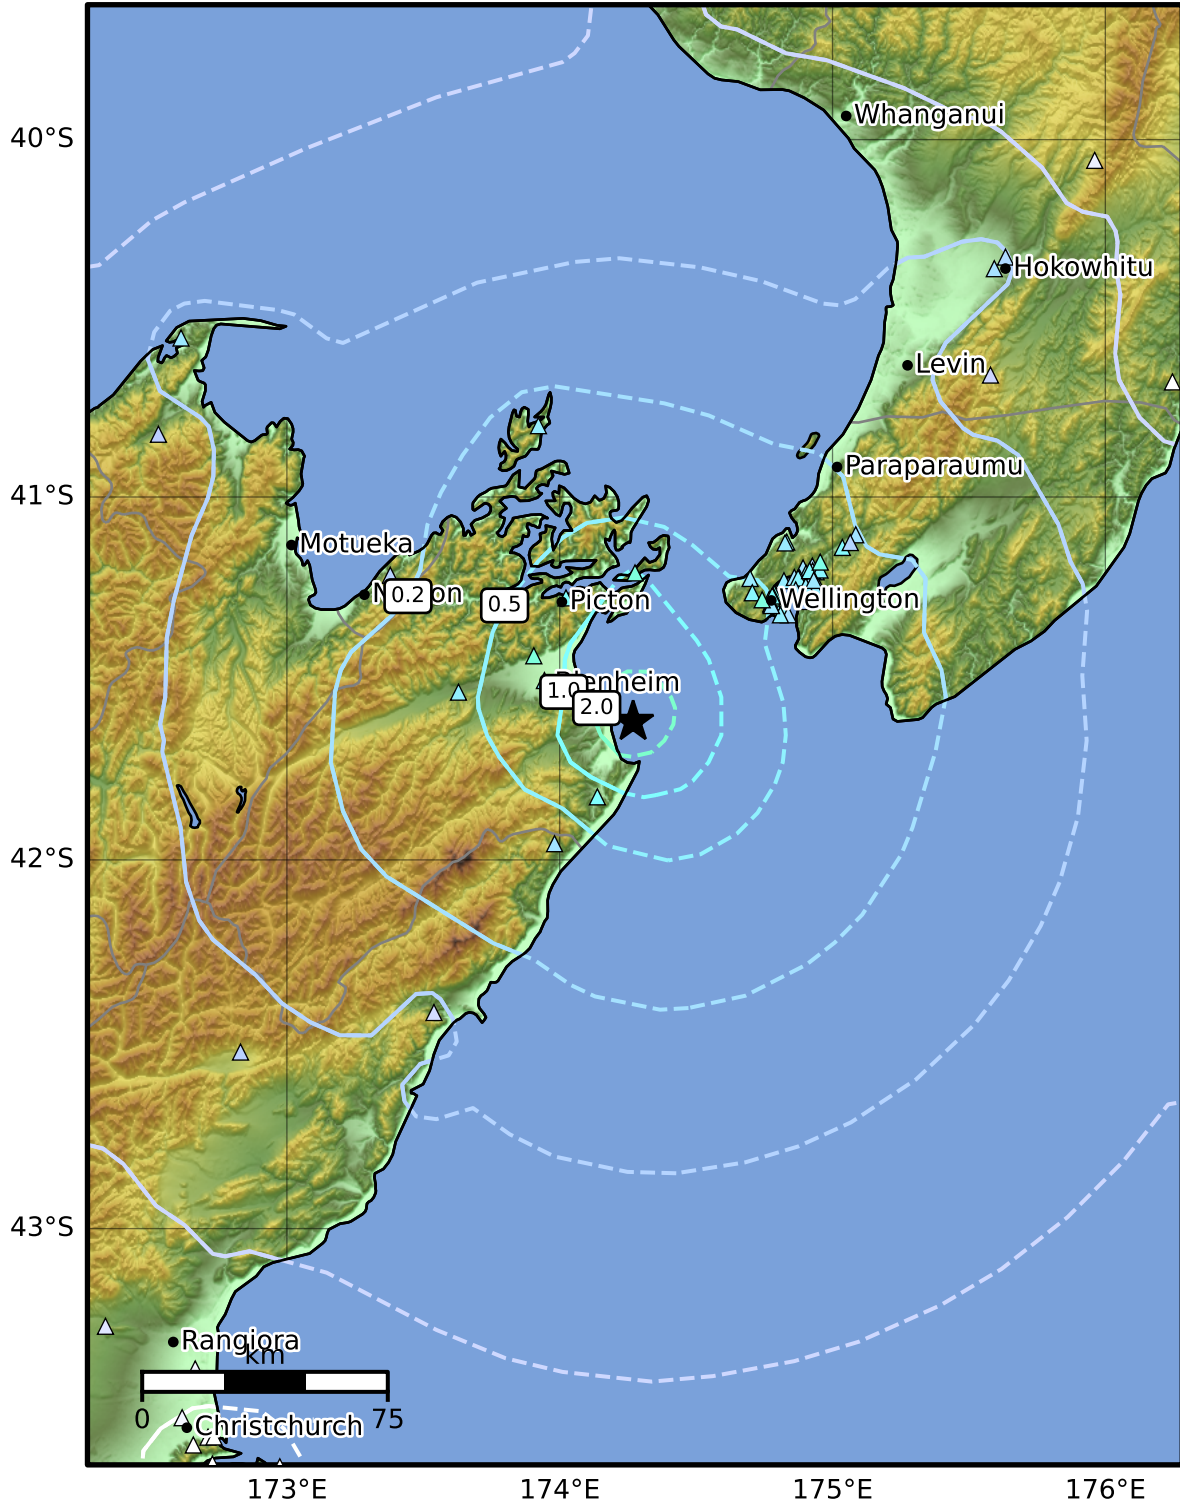 40°S
41°S
42°S
43°S
Whanganui
Hokowhitu
Levin
Paraparaumu
Motueka
0.2
0.5
Picton
Wellington
1.0
2.0
Rangiora
km
0
75
Christchurch
173°E
174°E
175°E
176°E